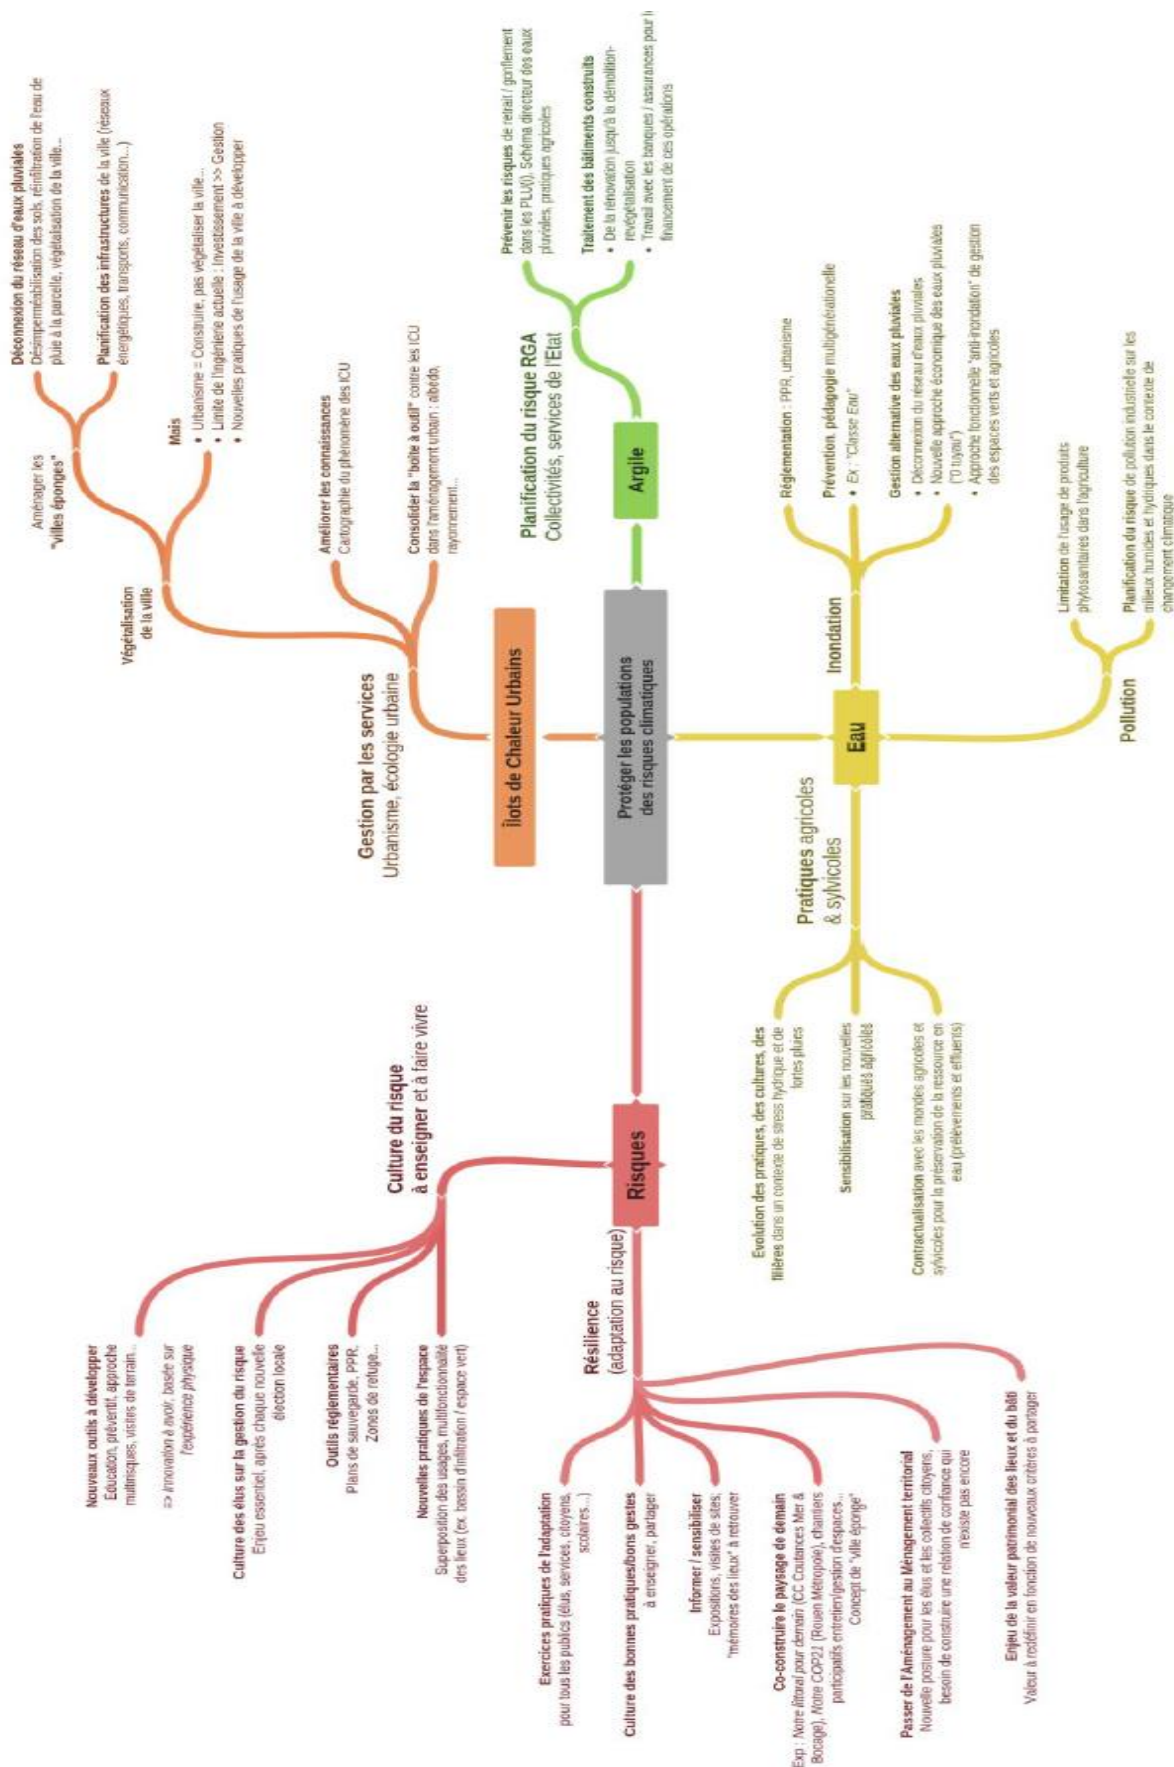 Nouveaux outils à développer
Education, préventif, approche
multirisques, visites de terrain...
=> Innovation à avoir, basée sur
l'expérience physique
Culture des élus sur la gestion du risque
Enjeu essentiel, après chaque nouvelle
élection locale
Outils réglementaires
Plans de sauvegarde, PPR,
Zones de refuge...
Nouvelles pratiques de l'espace
Superposition des usages, multifonctionnalité
des lieux (ex. bassin d'infiltration / espace vert)
Culture du risque
à enseigner et à faire vivre
Risques
Résilience
(adaptation au risque)
Exercices pratiques de l'adaptation
pour tous les publics (élus, services, citoyens,
scolaires...)
Culture des bonnes pratiques/bons gestes
à enseigner, partager
Informer / sensibiliser
Expositions, visites de sites,
"mémoires des lieux" à retrouver
Co-construire le paysage de demain
Exp : Notre littoral pour demain (CC Coutances Mer &
Bocage), Notre COP21 (Rouen Métropole), chantiers
participatifs entretien/gestion d'espaces...
Concept de "ville éponge"
Passer de l'Aménagement au Ménagement territorial
Nouvelle posture pour les élus et les collectifs citoyens,
besoin de construire une relation de confiance qui
n'existe pas encore
Enjeu de la valeur patrimonial des lieux et du bâti
Valeur à redéfinir en fonction de nouveaux critères à partager
Protéger les populations
des risques climatiques
Îlots de Chaleur Urbains
Gestion par les services
Urbanisme, écologie urbaine
Végétalisation
de la ville
Aménager les
"villes éponges"
Déconnexion du réseau d'eaux pluviales
Désimperméabilisation des sols, réinfiltration de l'eau de
pluie à la parcelle, végétalisation de la ville...
Planification des infrastructures de la ville (réseaux
énergétiques, transports, communication...)
Mais
• Urbanisme = Construire, pas végétaliser la ville...
• Limite de l'Ingénierie actuelle : Investissement >> Gestion
• Nouvelles pratiques de l'usage de la ville à développer
Améliorer les connaissances
Cartographie du phénomène des ICU
Consolider la "boite à outil" contre les ICU
dans l'aménagement urbain : albédo,
rayonnement...
Argile
Planification du risque RGA
Collectivités, services de l'Etat
Prévenir les risques de retrait / gonflement
dans les PLU(i), Schéma directeur des eaux
pluviales, pratiques agricoles
Traitement des bâtiments construits
• De la rénovation jusqu'à la démolition-
revégétalisation
• Travail avec les banques / assurances pour l
financement de ces opérations
Eau
Inondation
Réglementation : PPR, urbanisme
Prévention, pédagogie multigénérationelle
• Ex : "Classe Eau"
Gestion alternative des eaux pluviales
• Déconnexion du réseau d'eaux pluviales
• Nouvelle approche économique des eaux pluviales
("0 tuyau")
• Approche fonctionnelle "anti-inondation" de gestion
des espaces verts et agricoles
Pollution
Limitation de l'usage de produits
phytosanitaires dans l'agriculture
Planification du risque de pollution industrielle sur les
milieux humides et hydriques dans le contexte de
changement climatique
Pratiques agricoles
& sylvicoles
Evolution des pratiques, des cultures, des
filières dans un contexte de stress hydrique et de
fortes pluies
Sensibilisation sur les nouvelles
pratiques agricoles
Contractualisation avec les mondes agricoles et
sylvicoles pour la préservation de la ressource en
eau (prélèvements et effluents)